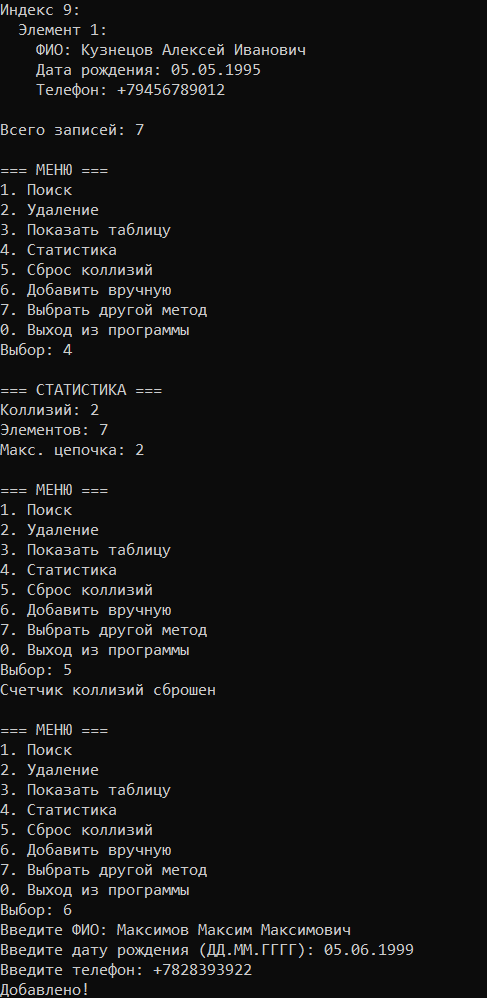 Индекс 9:
Элемент 1:
ФИО: Кузнецов Алексей Иванович
Дата рождения: 05.05.1995
Телефон: +79456789012
Всего записей: 7
=== МЕНЮ ===
1. Поиск
2. Удаление
3. Показать таблицу
4. Статистика
5. Сброс коллизий
6. Добавить вручную
7. Выбрать другой метод
0. Выход из программы
Выбор: 4
=== СТАТИСТИКА ===
Коллизий: 2
Элементов: 7
Макс. цепочка: 2
=== МЕНЮ ===
1. Поиск
2. Удаление
3. Показать таблицу
4. Статистика
5. Сброс коллизий
6. Добавить вручную
7. Выбрать другой метод
0. Выход из программы
Выбор: 5
Счетчик коллизий сброшен
=== МЕНЮ ===
1. Поиск
2. Удаление
3. Показать таблицу
4. Статистика
5. Сброс коллизий
6. Добавить вручную
7. Выбрать другой метод
0. Выход из программы
Выбор: 6
Введите ФИО: Максимов Максим Максимович
Введите дату рождения (ДД.ММ.ГГГГ): 05.06.1999
Введите телефон: +7828393922
Добавлено!